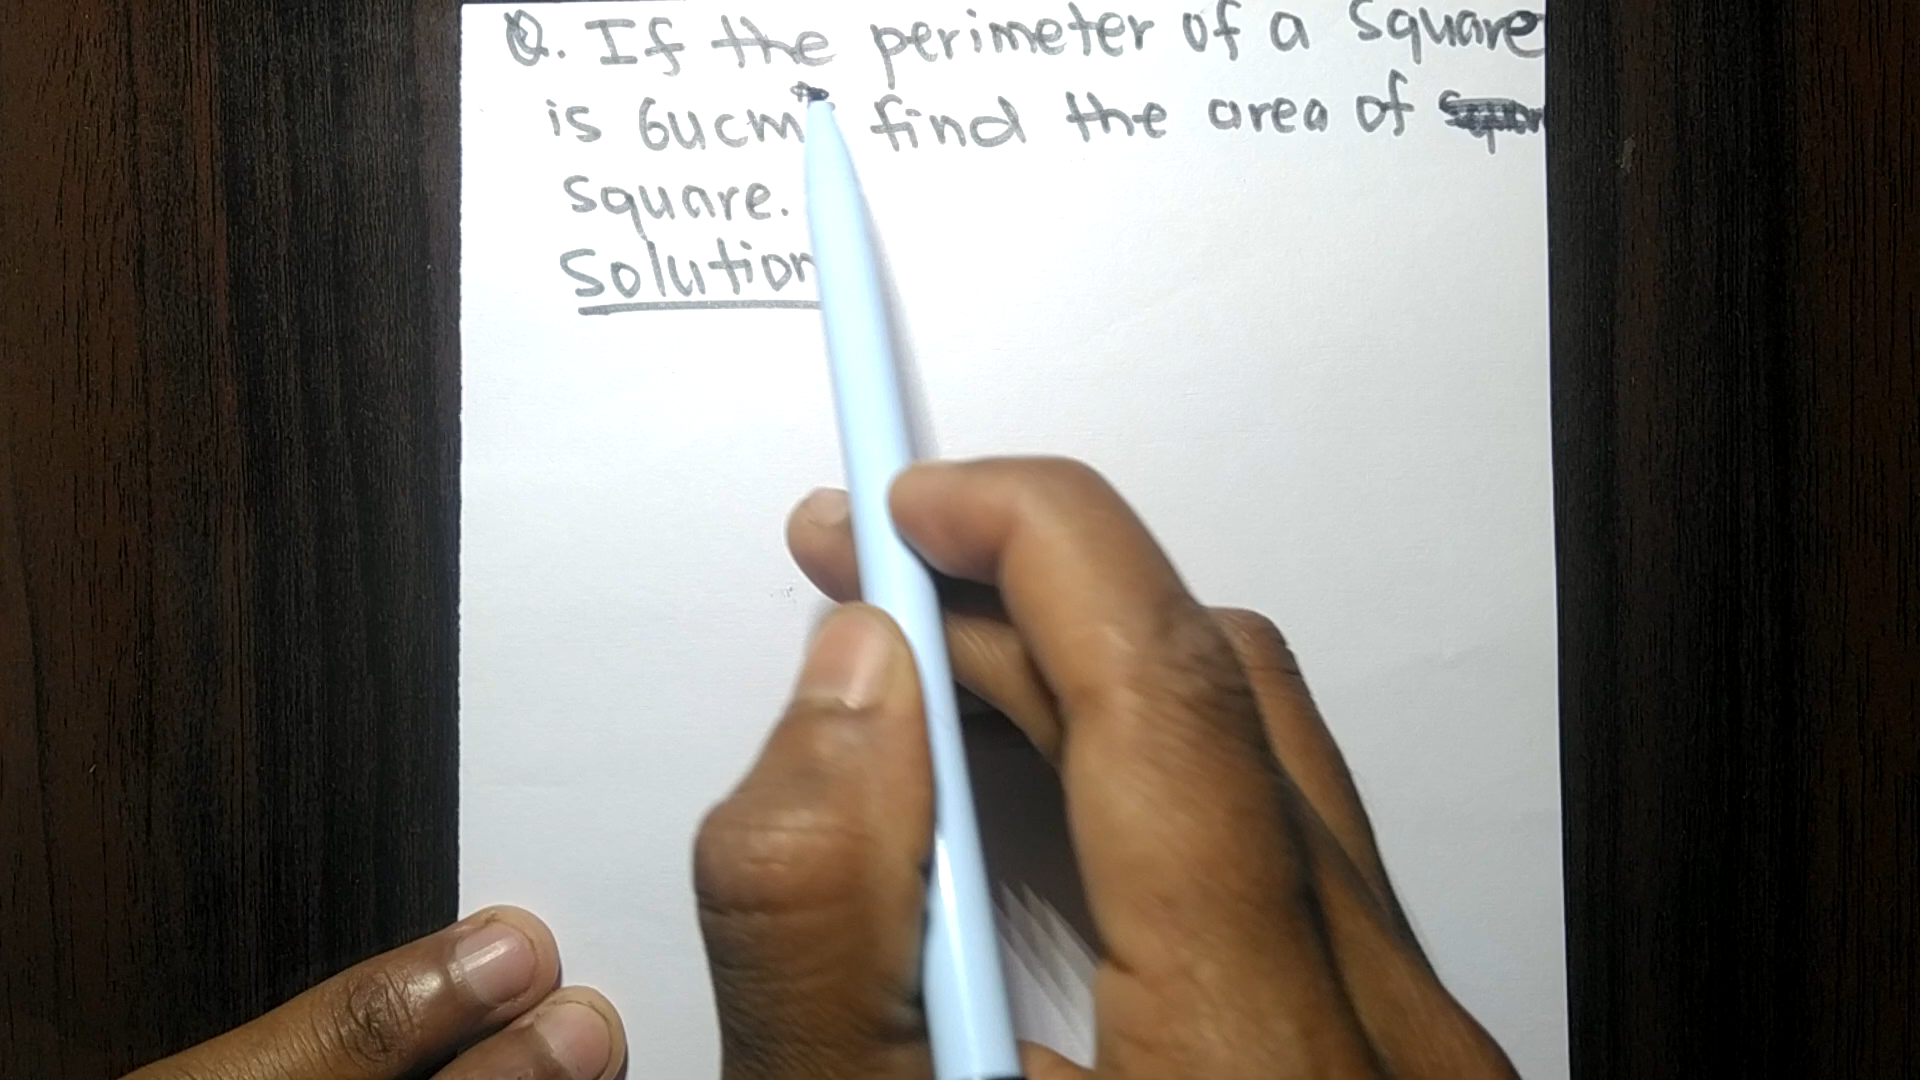 Q. If the perimeter of a square
is 64cm find the area of
square.
Solution